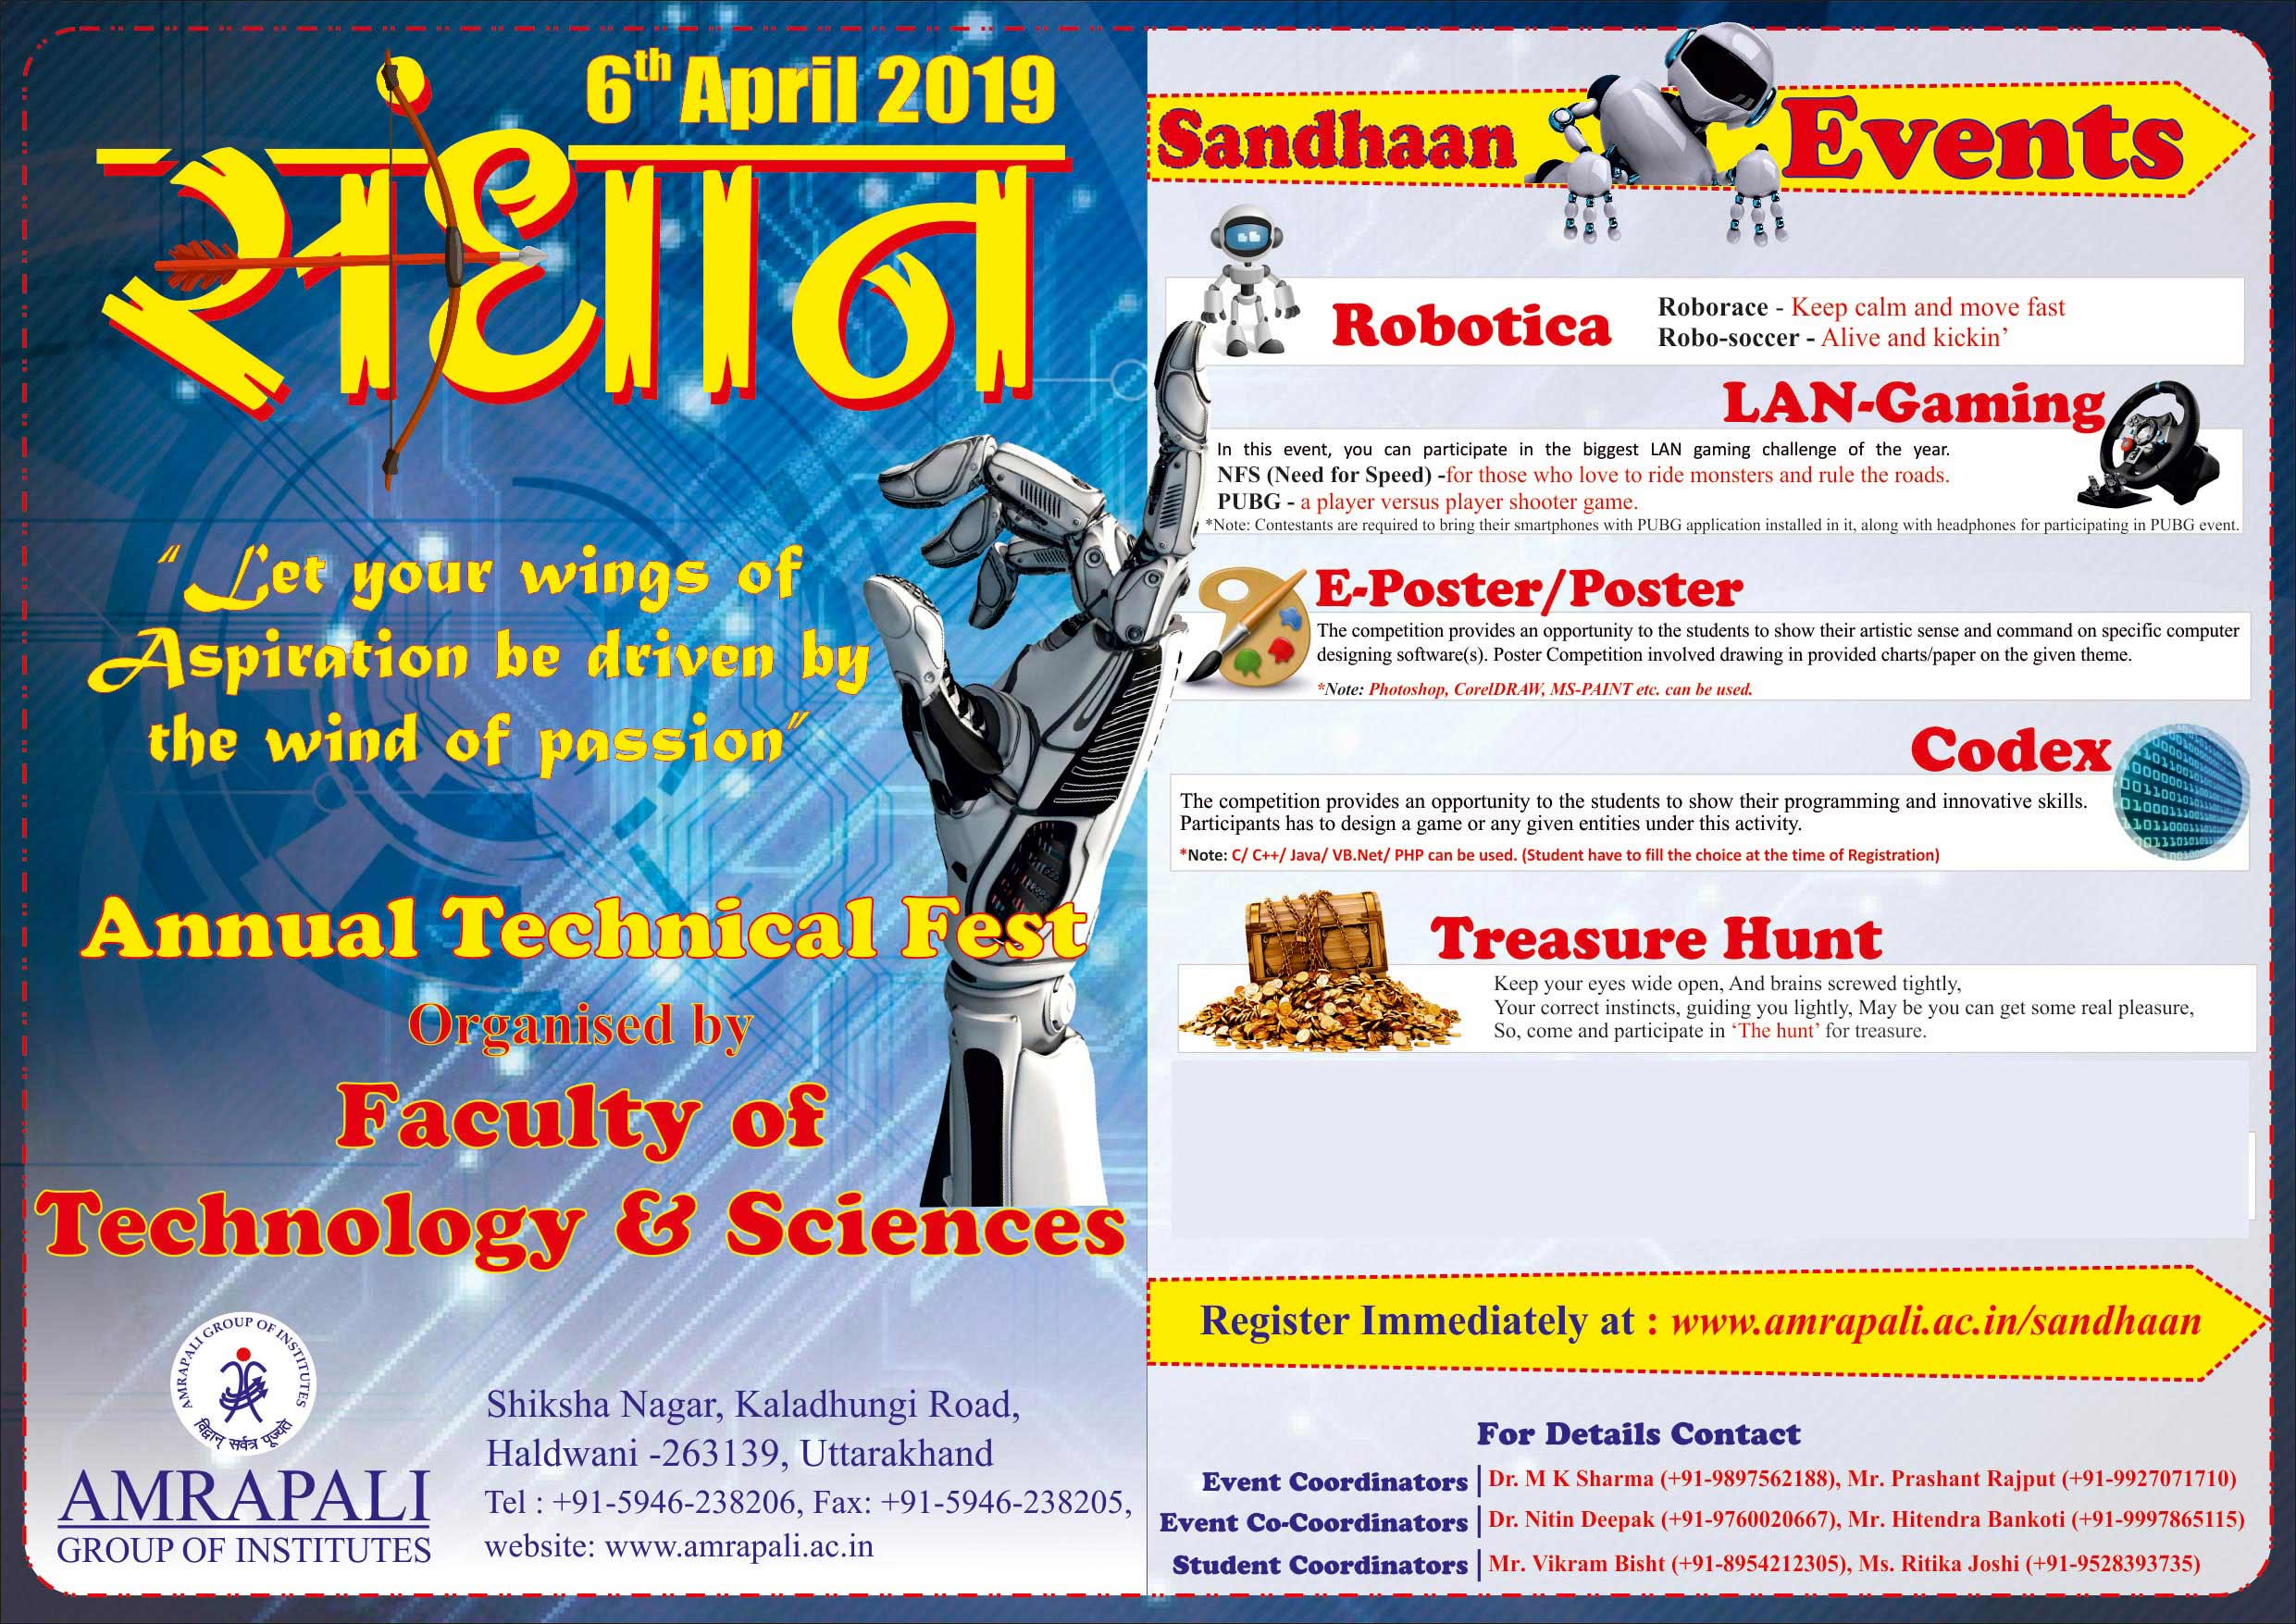 6th April 2019
संधान
" Let your wings of
Aspiration be driven by
the wind of passion"
Annual Technical Fest
Organised by
Faculty of
Technology & Sciences
AMRAPALI GROUP OF INSTITUTES
विद्वान् सर्वत्र पूज्यते
AMRAPALI
GROUP OF INSTITUTES
Shiksha Nagar, Kaladhungi Road,
Haldwani -263139, Uttarakhand
Tel : +91-5946-238206, Fax: +91-5946-238205,
website: www.amrapali.ac.in
Sandhaan Events
Robotica
Roborace - Keep calm and move fast
Robo-soccer - Alive and kickin’
LAN-Gaming
In this event, you can participate in the biggest LAN gaming challenge of the year.
NFS (Need for Speed) -for those who love to ride monsters and rule the roads.
PUBG - a player versus player shooter game.
*Note: Contestants are required to bring their smartphones with PUBG application installed in it, along with headphones for participating in PUBG event.
E-Poster/Poster
The competition provides an opportunity to the students to show their artistic sense and command on specific computer
designing software(s). Poster Competition involved drawing in provided charts/paper on the given theme.
*Note: Photoshop, CorelDRAW, MS-PAINT etc. can be used.
Codex
The competition provides an opportunity to the students to show their programming and innovative skills.
Participants has to design a game or any given entities under this activity.
*Note: C/ C++/ Java/ VB.Net/ PHP can be used. (Student have to fill the choice at the time of Registration)
Treasure Hunt
Keep your eyes wide open, And brains screwed tightly,
Your correct instincts, guiding you lightly, May be you can get some real pleasure,
So, come and participate in ‘The hunt’ for treasure.
Register Immediately at : www.amrapali.ac.in/sandhaan
For Details Contact
Event Coordinators | Dr. M K Sharma (+91-9897562188), Mr. Prashant Rajput (+91-9927071710)
Event Co-Coordinators | Dr. Nitin Deepak (+91-9760020667), Mr. Hitendra Bankoti (+91-9997865115)
Student Coordinators | Mr. Vikram Bisht (+91-8954212305), Ms. Ritika Joshi (+91-9528393735)